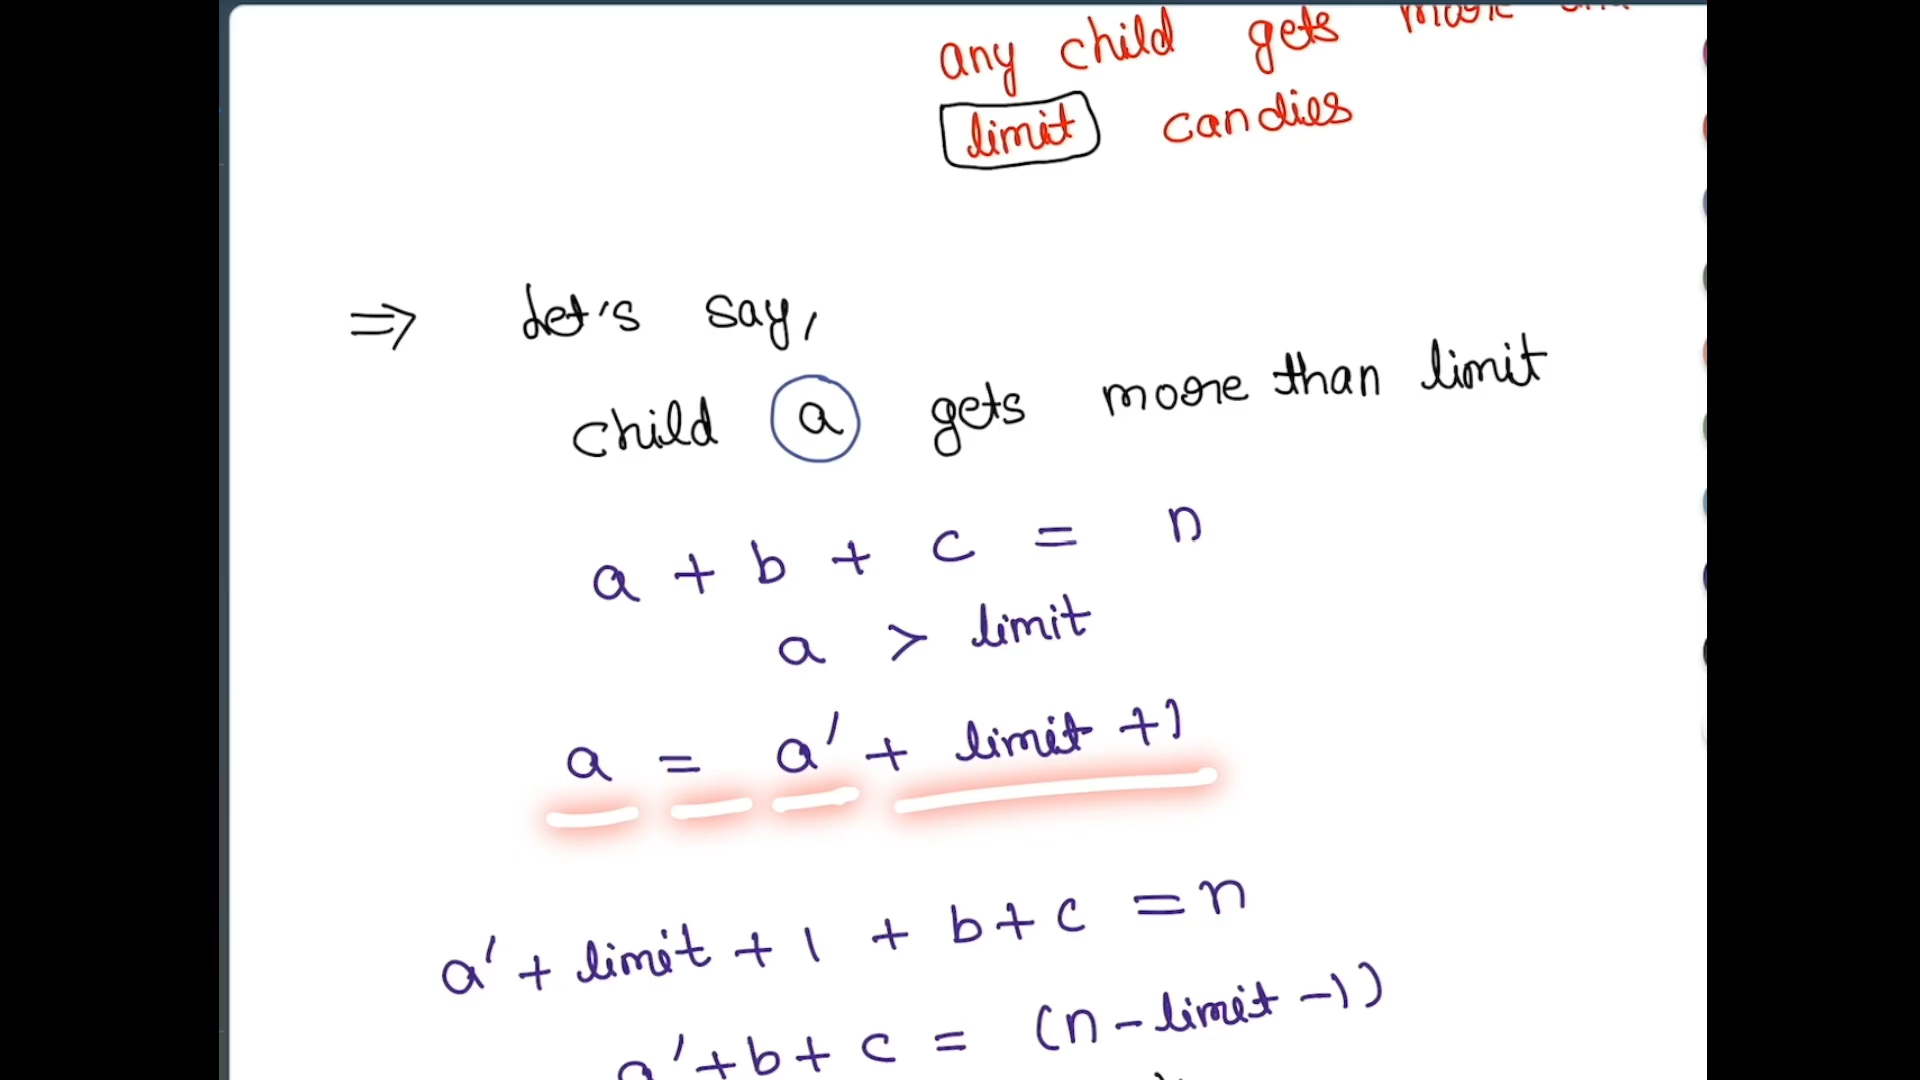 any child gets more
limit candies
⇒ Let's say,
child a gets more than limit
a + b + c = n
a > limit
a = a' + limit +1
a' + limit + 1 + b + c = n
a' + b + c = (n - limit - 1)